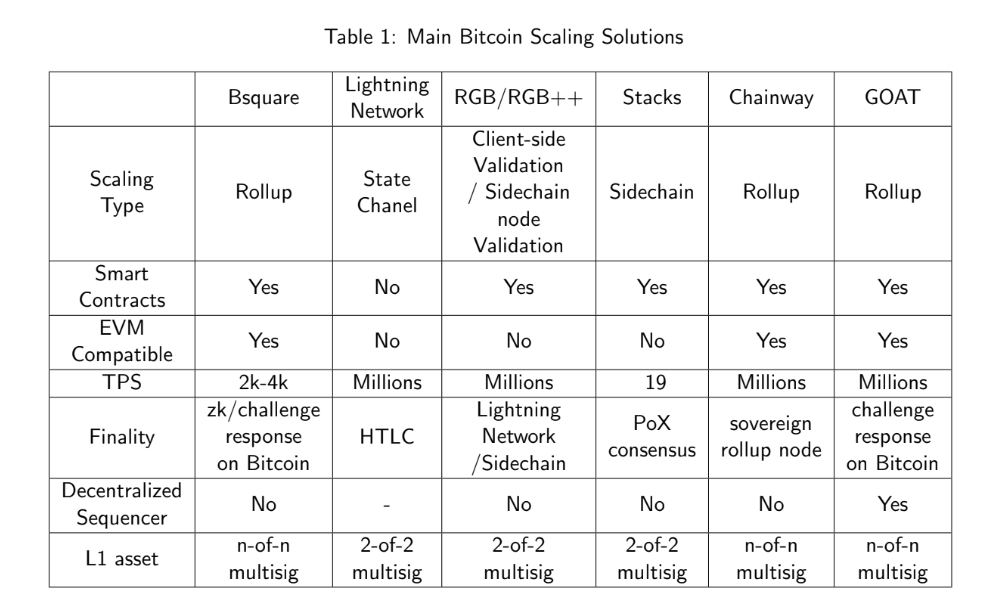 Table 1: Main Bitcoin Scaling Solutions
Bsquare
Lightning
Network
RGB/RGB++
Stacks
Chainway
GOAT
Scaling
Type
Rollup
State
Chanel
Client-side
Validation
/ Sidechain
node
Validation
Sidechain
Rollup
Rollup
Smart
Contracts
Yes
No
Yes
Yes
Yes
Yes
EVM
Compatible
Yes
No
No
No
Yes
Yes
TPS
2k-4k
Millions
Millions
19
Millions
Millions
Finality
zk/challenge
response
on Bitcoin
HTLC
Lightning
Network
/Sidechain
PoX
consensus
sovereign
rollup node
challenge
response
on Bitcoin
Decentralized
Sequencer
No
-
No
No
No
Yes
L1 asset
n-of-n
multisig
2-of-2
multisig
2-of-2
multisig
2-of-2
multisig
n-of-n
multisig
n-of-n
multisig